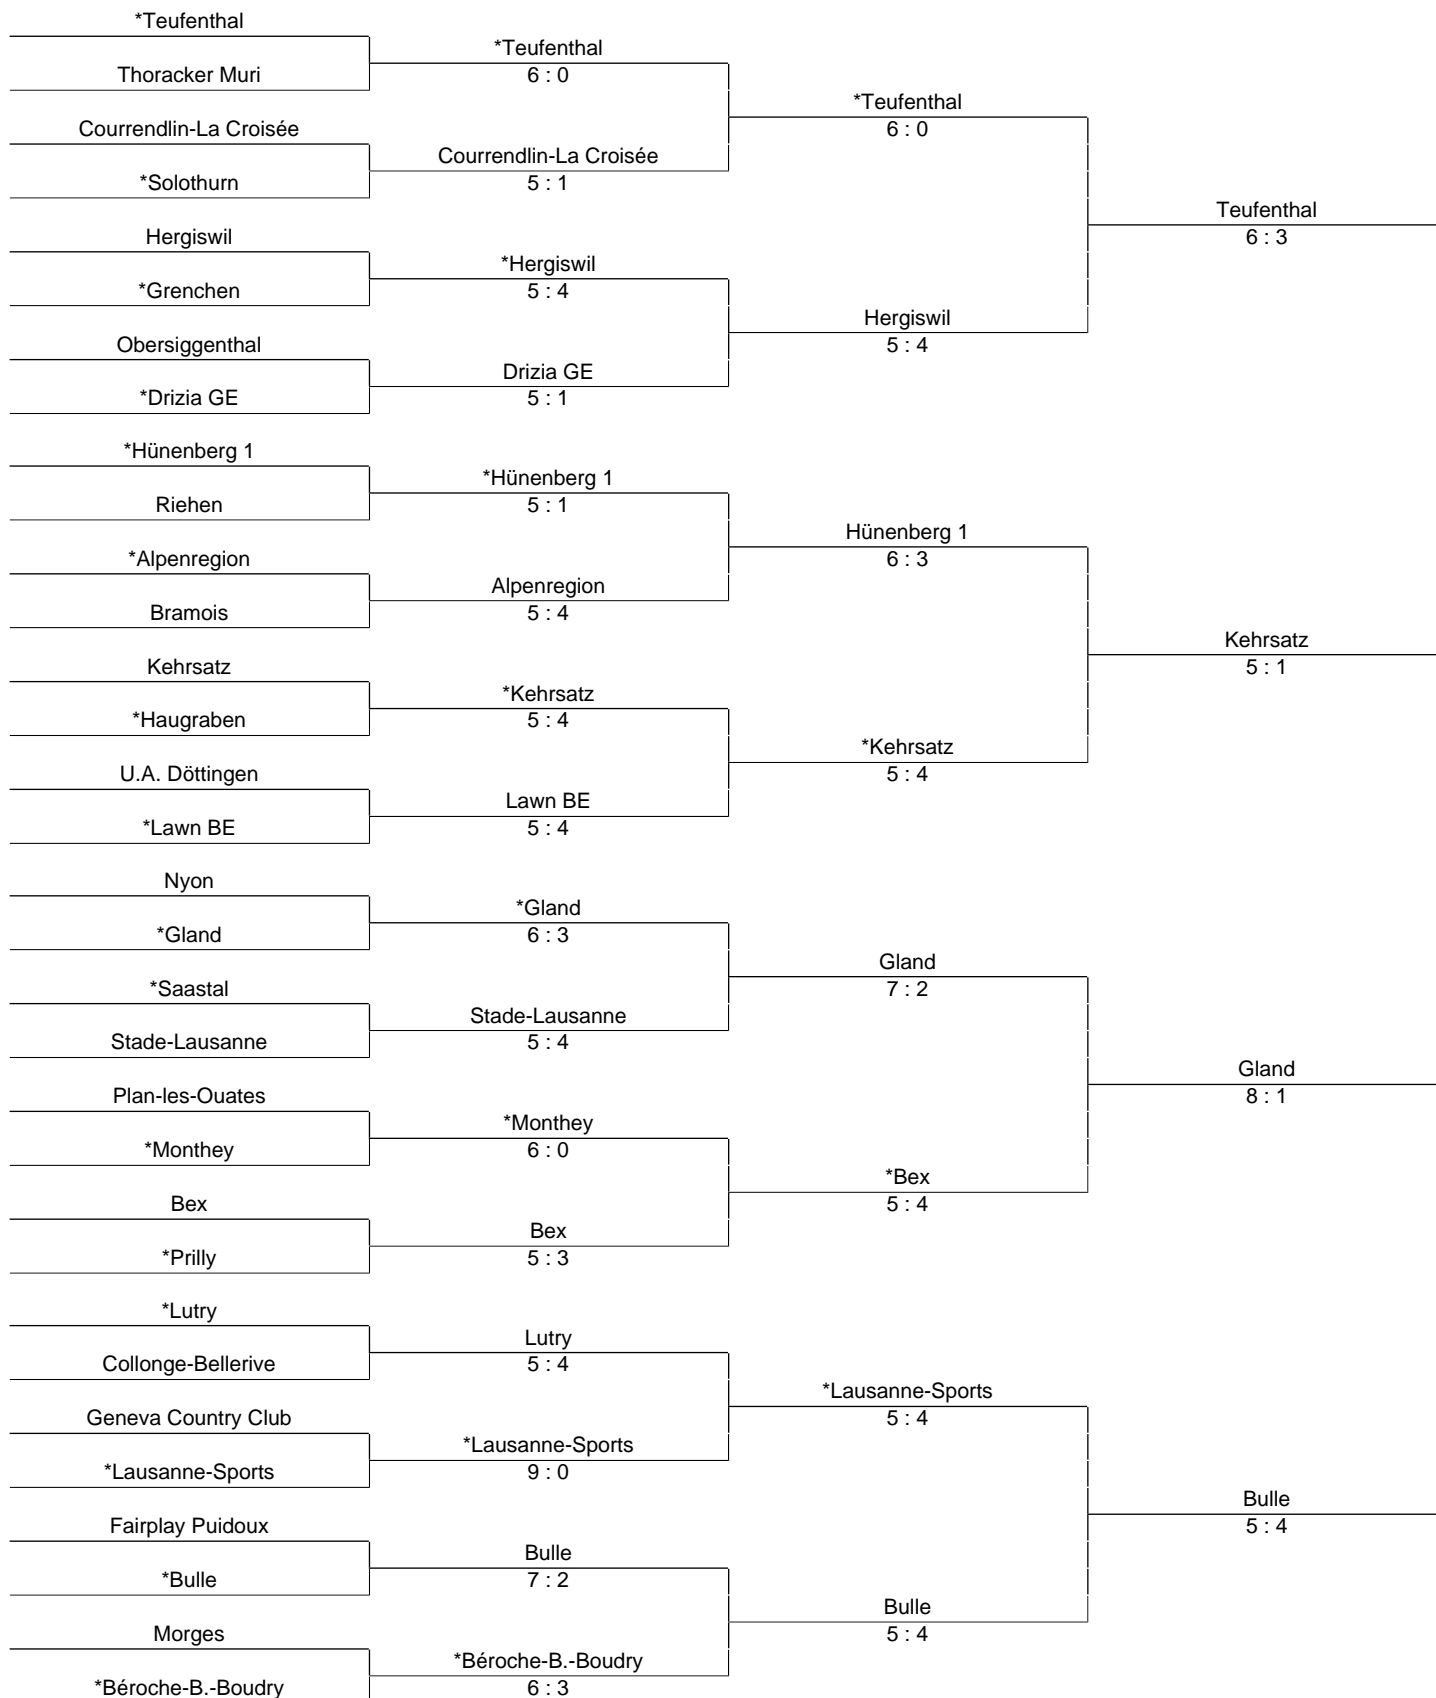 *Teufenthal
Thoracker Muri
Courrendlin-La Croisée
*Solothurn
Hergiswil
*Grenchen
Obersiggenthal
*Drizia GE
*Hünenberg 1
Riehen
*Alpenregion
Bramois
Kehrsatz
*Haugraben
U.A. Döttingen
*Lawn BE
Nyon
*Gland
*Saastal
Stade-Lausanne
Plan-les-Ouates
*Monthey
Bex
*Prilly
*Lutry
Collonge-Bellerive
Geneva Country Club
*Lausanne-Sports
Fairplay Puidoux
*Bulle
Morges
*Béroche-B.-Boudry
*Teufenthal
6 : 0
Courrendlin-La Croisée
5 : 1
*Hergiswil
5 : 4
Drizia GE
5 : 1
*Hünenberg 1
5 : 1
Alpenregion
5 : 4
*Kehrsatz
5 : 4
Lawn BE
5 : 4
*Gland
6 : 3
Stade-Lausanne
5 : 4
*Monthey
6 : 0
Bex
5 : 3
Lutry
5 : 4
*Lausanne-Sports
9 : 0
Bulle
7 : 2
*Béroche-B.-Boudry
6 : 3
*Teufenthal
6 : 0
Hergiswil
5 : 4
Hünenberg 1
6 : 3
*Kehrsatz
5 : 4
Gland
7 : 2
*Bex
5 : 4
*Lausanne-Sports
5 : 4
Bulle
5 : 4
Teufenthal
6 : 3
Kehrsatz
5 : 1
Gland
8 : 1
Bulle
5 : 4